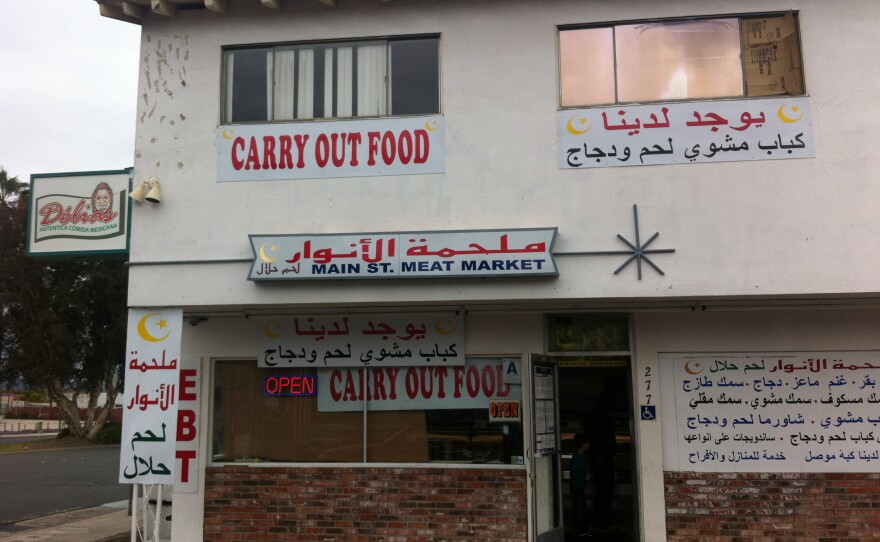 CARRY OUT FOOD
يوجد لدينا
كباب مشوي لحم ودجاج
Délia's
AUTENTICA COMIDA MEXICANA
ملحمة الأنوار
لحم حلال
MAIN ST. MEAT MARKET
يوجد لدينا
كباب مشوي لحم ودجاج
OPEN
CARRY OUT FOOD
A
OPEN
277
ملحمة
الأنوار
لحم
حلال
EBT
ملحمة الأنوار لحم حلال
بقر . غنم . ماعز . دجاج . سمك طازج
مسكوف . سمك مشوي . سمك مقلي
مشوي . شاورما لحم ودجاج
كباب لحم ودجاج . ساندويجات على انواعها
لدينا كبة موصل خدمة للمنازل والأفراح